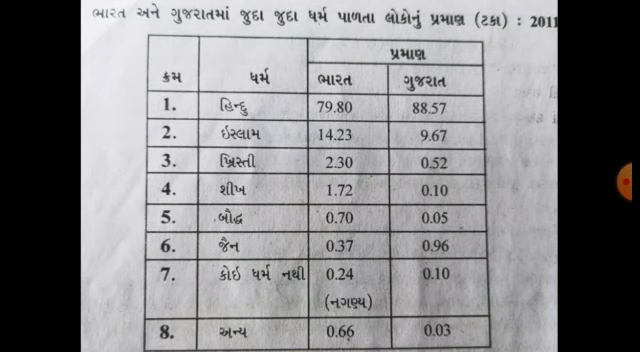 ભારત અને ગુજરાતમાં જુદા જુદા ધર્મ પાળતા લોકોનું પ્રમાણ (ટકા) : 2011
પ્રમાણ
ક્રમ ધર્મ ભારત ગુજરાત
1. હિન્દુ 79.80 88.57
2. ઇસ્લામ 14.23 9.67
3. ખ્રિસ્તી 2.30 0.52
4. શીખ 1.72 0.10
5. બૌદ્ધ 0.70 0.05
6. જૈન 0.37 0.96
7. કોઇ ધર્મ નથી 0.24 0.10
(નગણ્ય)
8. અન્ય 0.66 0.03